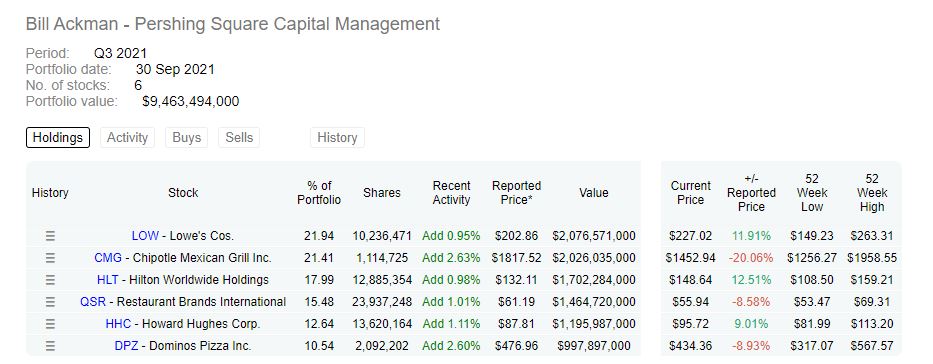 Bill Ackman - Pershing Square Capital Management
Period: Q3 2021
Portfolio date: 30 Sep 2021
No. of stocks: 6
Portfolio value: $9,463,494,000
Holdings Activity Buys Sells History
History Stock % of Portfolio Shares Recent Activity Reported Price* Value Current Price +/- Reported Price 52 Week Low 52 Week High
LOW - Lowe's Cos. 21.94 10,236,471 Add 0.95% $202.86 $2,076,571,000 $227.02 11.91% $149.23 $263.31
CMG - Chipotle Mexican Grill Inc. 21.41 1,114,725 Add 2.63% $1817.52 $2,026,035,000 $1452.94 -20.06% $1256.27 $1958.55
HLT - Hilton Worldwide Holdings 17.99 12,885,354 Add 0.98% $132.11 $1,702,284,000 $148.64 12.51% $108.50 $159.21
QSR - Restaurant Brands International 15.48 23,937,248 Add 1.01% $61.19 $1,464,720,000 $55.94 -8.58% $53.47 $69.31
HHC - Howard Hughes Corp. 12.64 13,620,164 Add 1.11% $87.81 $1,195,987,000 $95.72 9.01% $81.99 $113.20
DPZ - Dominos Pizza Inc. 10.54 2,092,202 Add 2.60% $476.96 $997,897,000 $434.36 -8.93% $317.07 $567.57